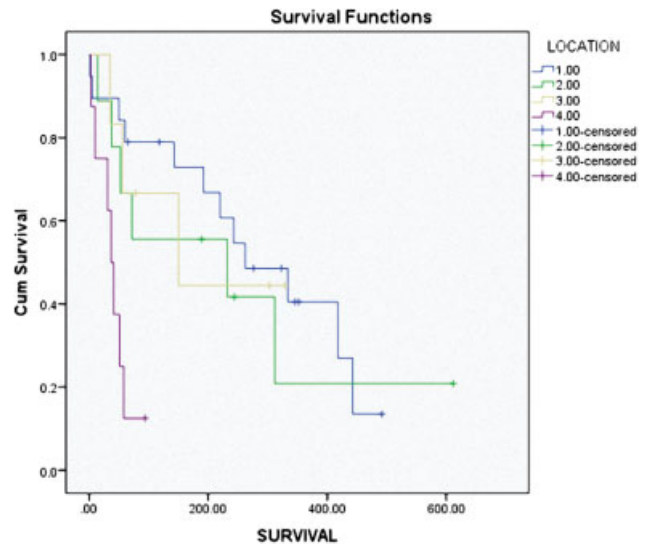 Survival Functions
LOCATION
1.00
2.00
3.00
4.00
1.00-censored
2.00-censored
3.00-censored
4.00-censored
Cum Survival
1.0
0.8
0.6
0.4
0.2
0.0
.00 200.00 400.00 600.00
SURVIVAL